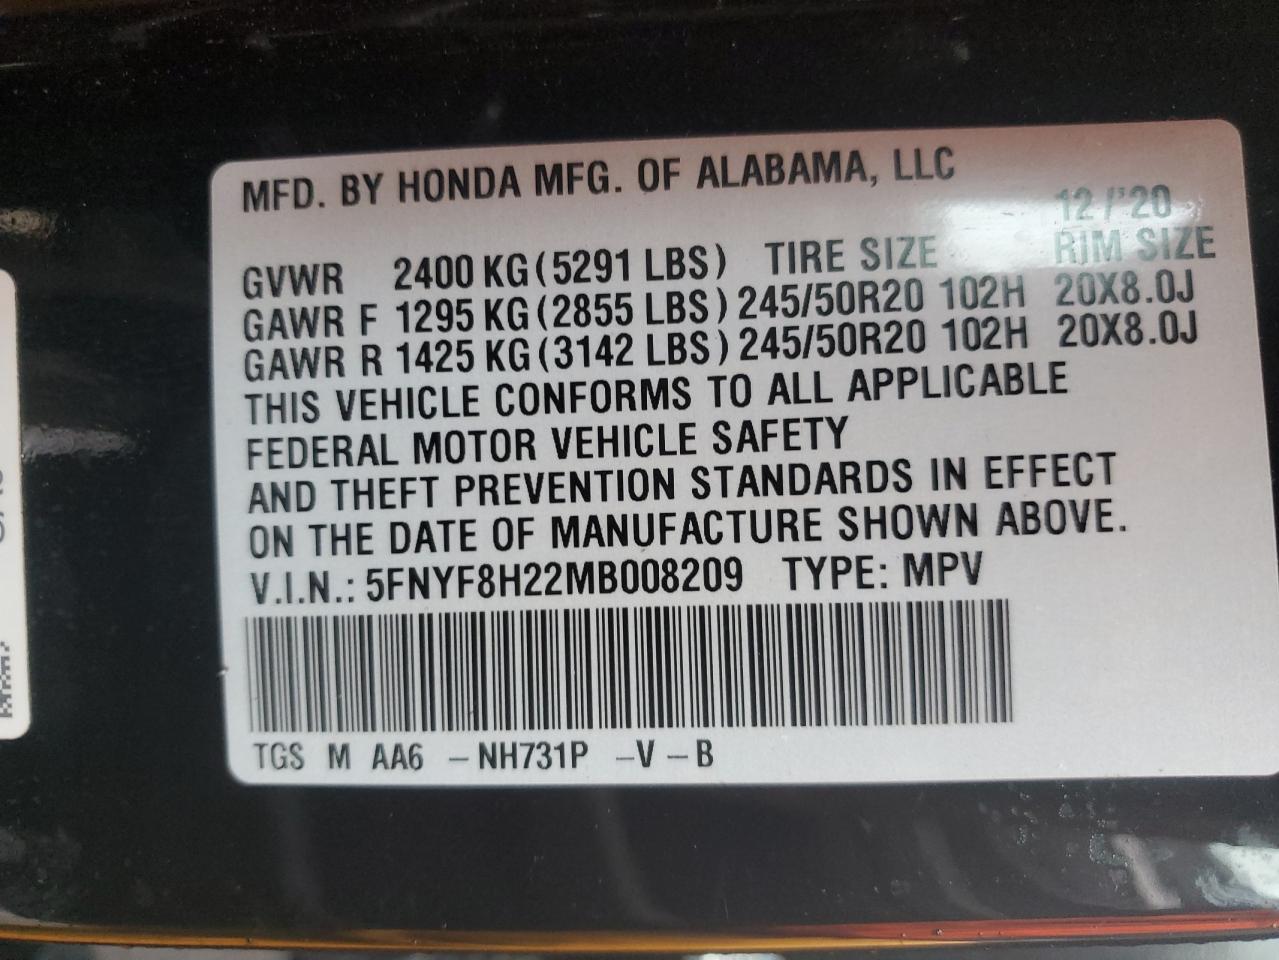 MFD. BY HONDA MFG. OF ALABAMA, LLC
12/'20
GVWR 2400 KG (5291 LBS) TIRE SIZE RIM SIZE
GAWR F 1295 KG (2855 LBS) 245/50R20 102H 20X8.0J
GAWR R 1425 KG (3142 LBS) 245/50R20 102H 20X8.0J
THIS VEHICLE CONFORMS TO ALL APPLICABLE
FEDERAL MOTOR VEHICLE SAFETY
AND THEFT PREVENTION STANDARDS IN EFFECT
ON THE DATE OF MANUFACTURE SHOWN ABOVE.
V.I.N.: 5FNYF8H22MB008209 TYPE: MPV
TGS M AA6 –NH731P –V –B